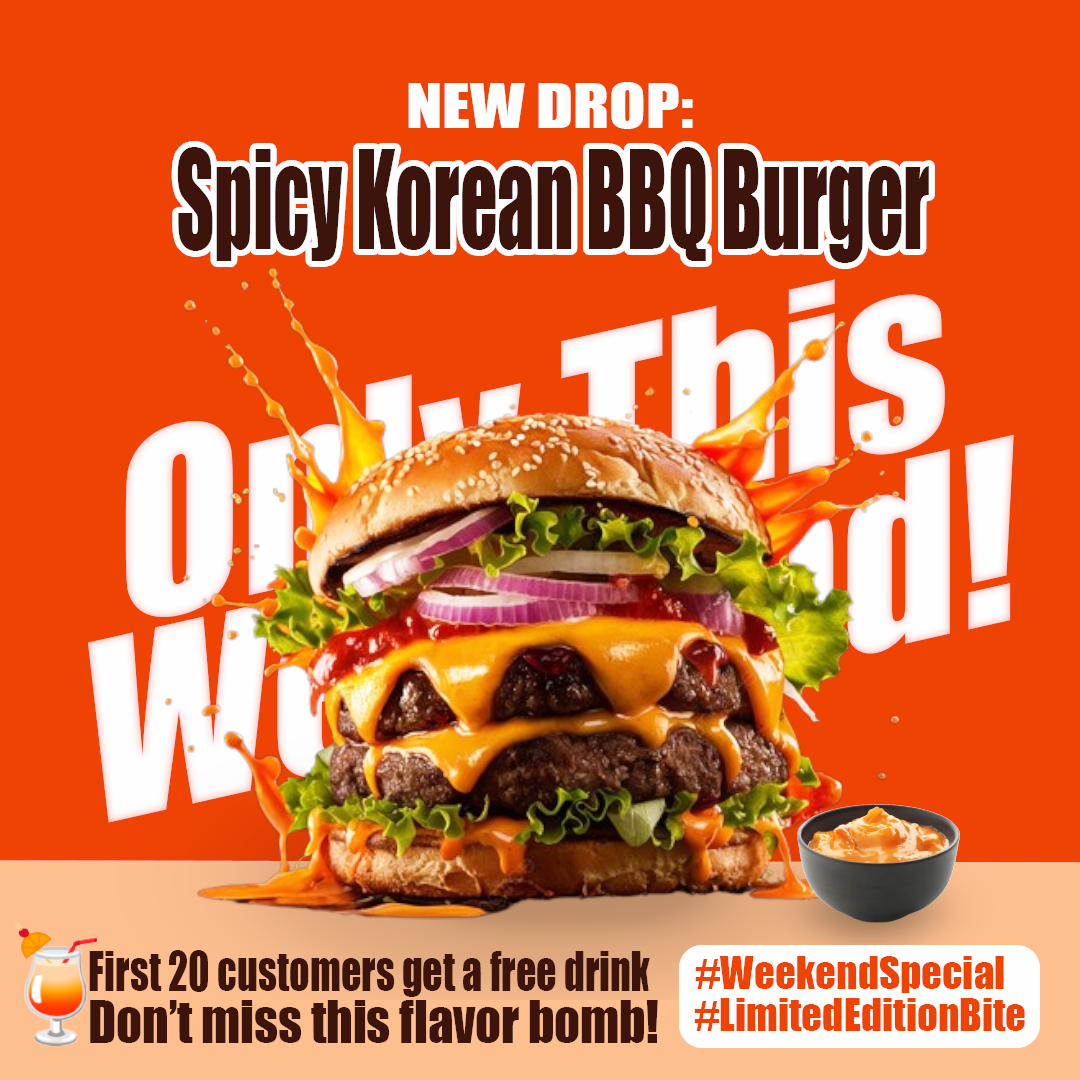 NEW DROP:
Spicy Korean BBQ Burger
Only This
First 20 customers get a free drink
Don't miss this flavor bomb!
#WeekendSpecial
#LimitedEditionBite